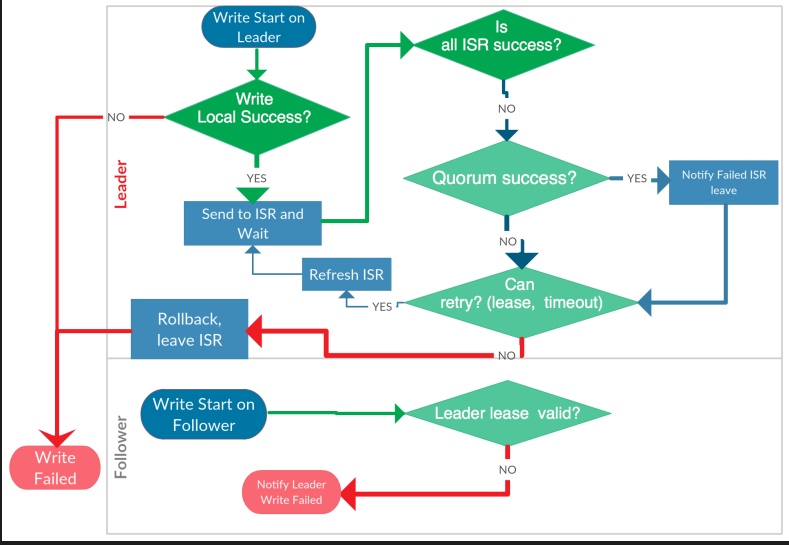 Write Start on
Leader
Is
all ISR success?
Write
Local Success?
NO
NO
YES
Leader
Quorum success?
YES
Notify Failed ISR
leave
Send to ISR and
Wait
NO
Refresh ISR
Can
retry? (lease, timeout)
YES
Rollback,
leave ISR
NO
Write Start on
Follower
Leader lease valid?
Follower
NO
Write
Failed
Notify Leader
Write Failed